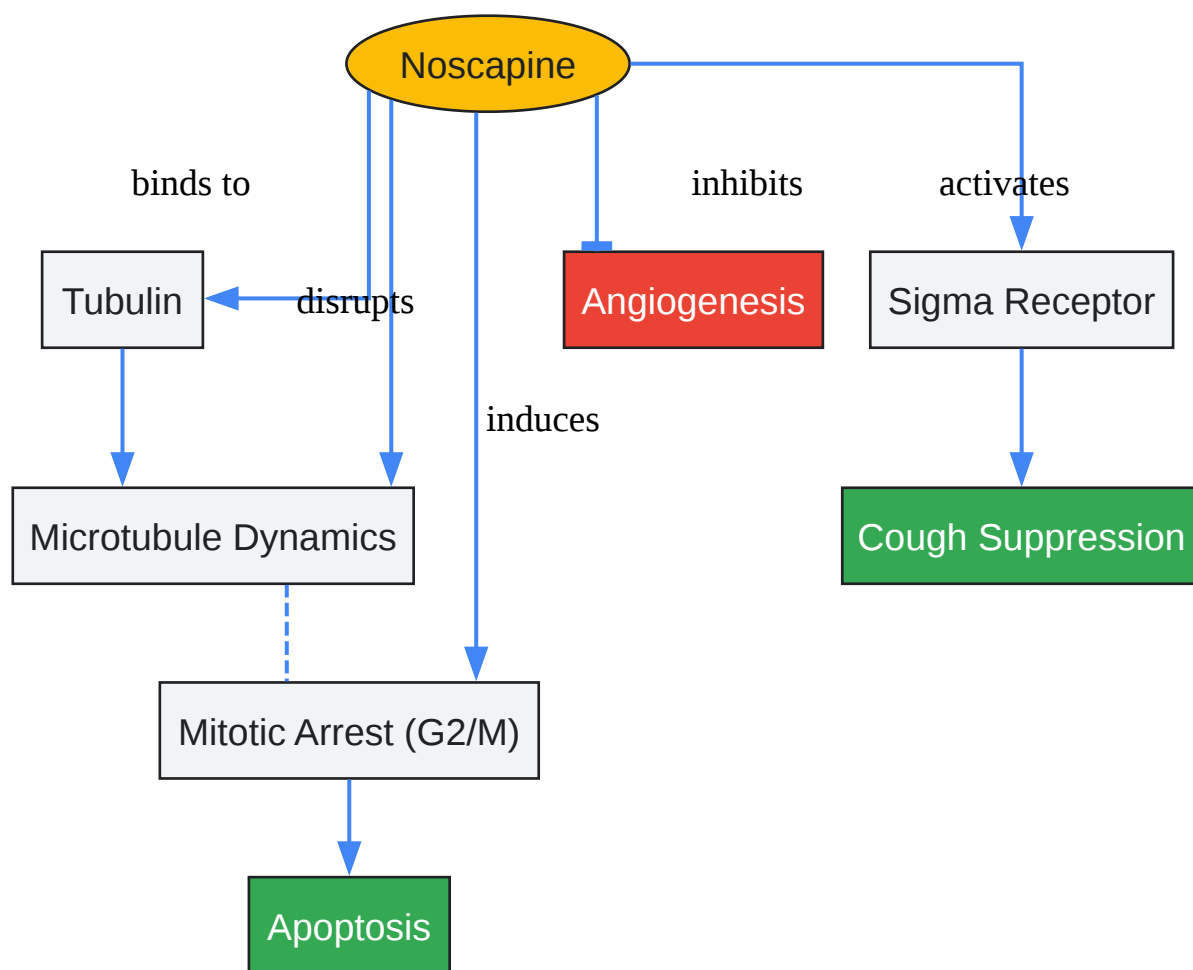 Noscapine
binds to
inhibits
activates
Tubulin
disrupts
Angiogenesis
Sigma Receptor
induces
Microtubule Dynamics
Cough Suppression
Mitotic Arrest (G2/M)
Apoptosis